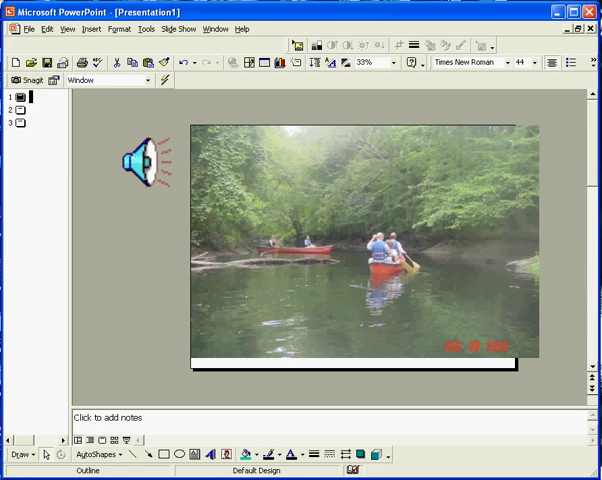 Microsoft PowerPoint - [Presentation1]
File Edit View Insert Format Tools Slide Show Window Help
33% Times New Roman 44
Snagit Window
1
2
3
Click to add notes
Draw AutoShapes
Outline Default Design